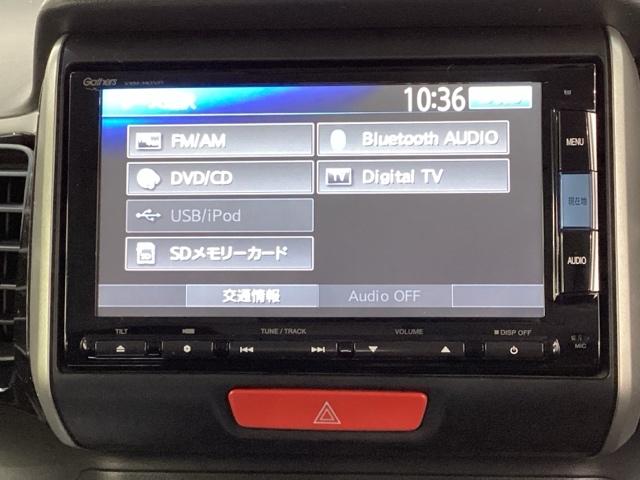 Gathers
10:36
FM/AM
Bluetooth AUDIO
DVD/CD
Digital TV
USB/iPod
SDメモリーカード
交通情報
Audio OFF
MENU
現在地
AUDIO
TILT
TUNE / TRACK
VOLUME
DISP OFF
MIC